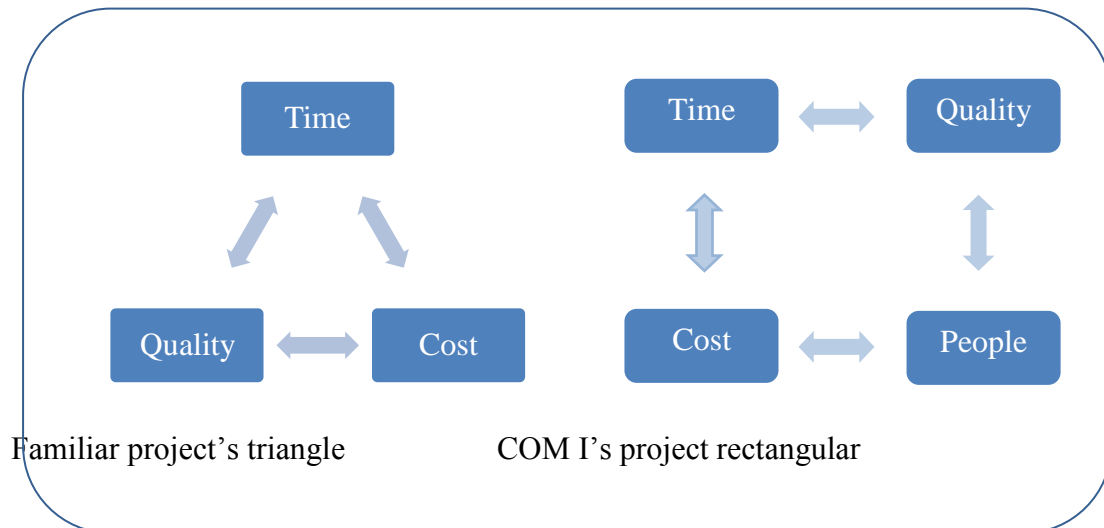 Time
Quality
Cost
Familiar project's triangle
Time
Quality
Cost
People
COM I's project rectangular